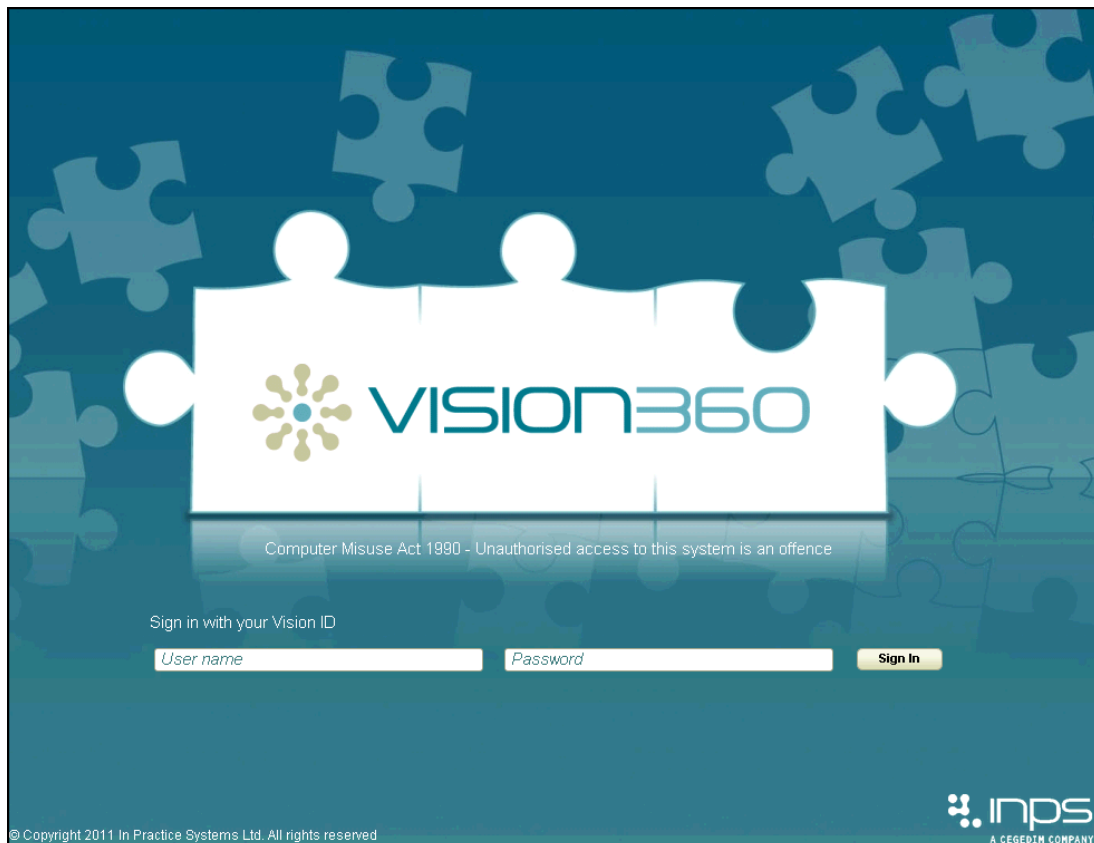 VISION360
Computer Misuse Act 1990 - Unauthorised access to this system is an offence
Sign in with your Vision ID
User name Password Sign In
INPS
A CEGEDIM COMPANY
© Copyright 2011 In Practice Systems Ltd. All rights reserved